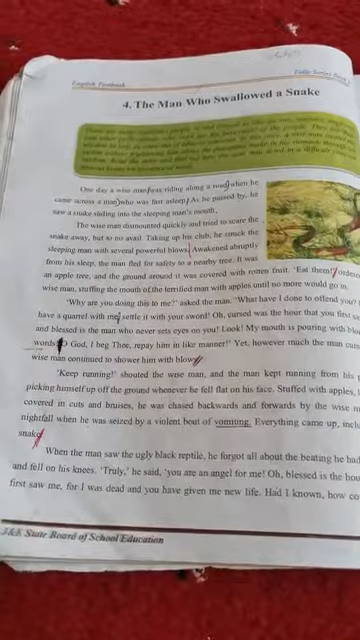 English Textbook
Tulip Series
4. The Man Who Swallowed a Snake
One day a wise man was riding along a road when he
came across a man who was fast asleep. As he passed by, he
saw a snake sliding into the sleeping man's mouth.
The wise man dismounted quickly and tried to scare the
snake away, but to no avail. Taking up his club, he struck the
sleeping man with several powerful blows. Awakened abruptly
from his sleep, the man fled for safety to a nearby tree. It was
an apple tree, and the ground around it was covered with rotten fruit. 'Eat them!'
wise man, stuffing the mouth of the terrified man with apples until no more would go in.
'Why are you doing this to me?' asked the man. 'What have I done to offend you?
have a quarrel with me, settle it with your sword! Oh, cursed was the hour that you first
and blessed is the man who never sets eyes on you! Look! My mouth is pouring with
words. O God, I beg Thee, repay him in like manner!' Yet, however much the man
wise man continued to shower him with blows.
'Keep running!' shouted the wise man, and the man kept running from his
picking himself up off the ground whenever he fell flat on his face. Stuffed with apples,
covered in cuts and bruises, he was chased backwards and forwards by the wise
nightfall when he was seized by a violent bout of vomiting. Everything came up,
snake.
When the man saw the ugly black reptile, he forgot all about the beating he had
and fell on his knees. 'Truly,' he said, 'you are an angel for me! Oh, blessed is the
first saw me, for I was dead and you have given me new life. Had I known, how
J&K State Board of School Education